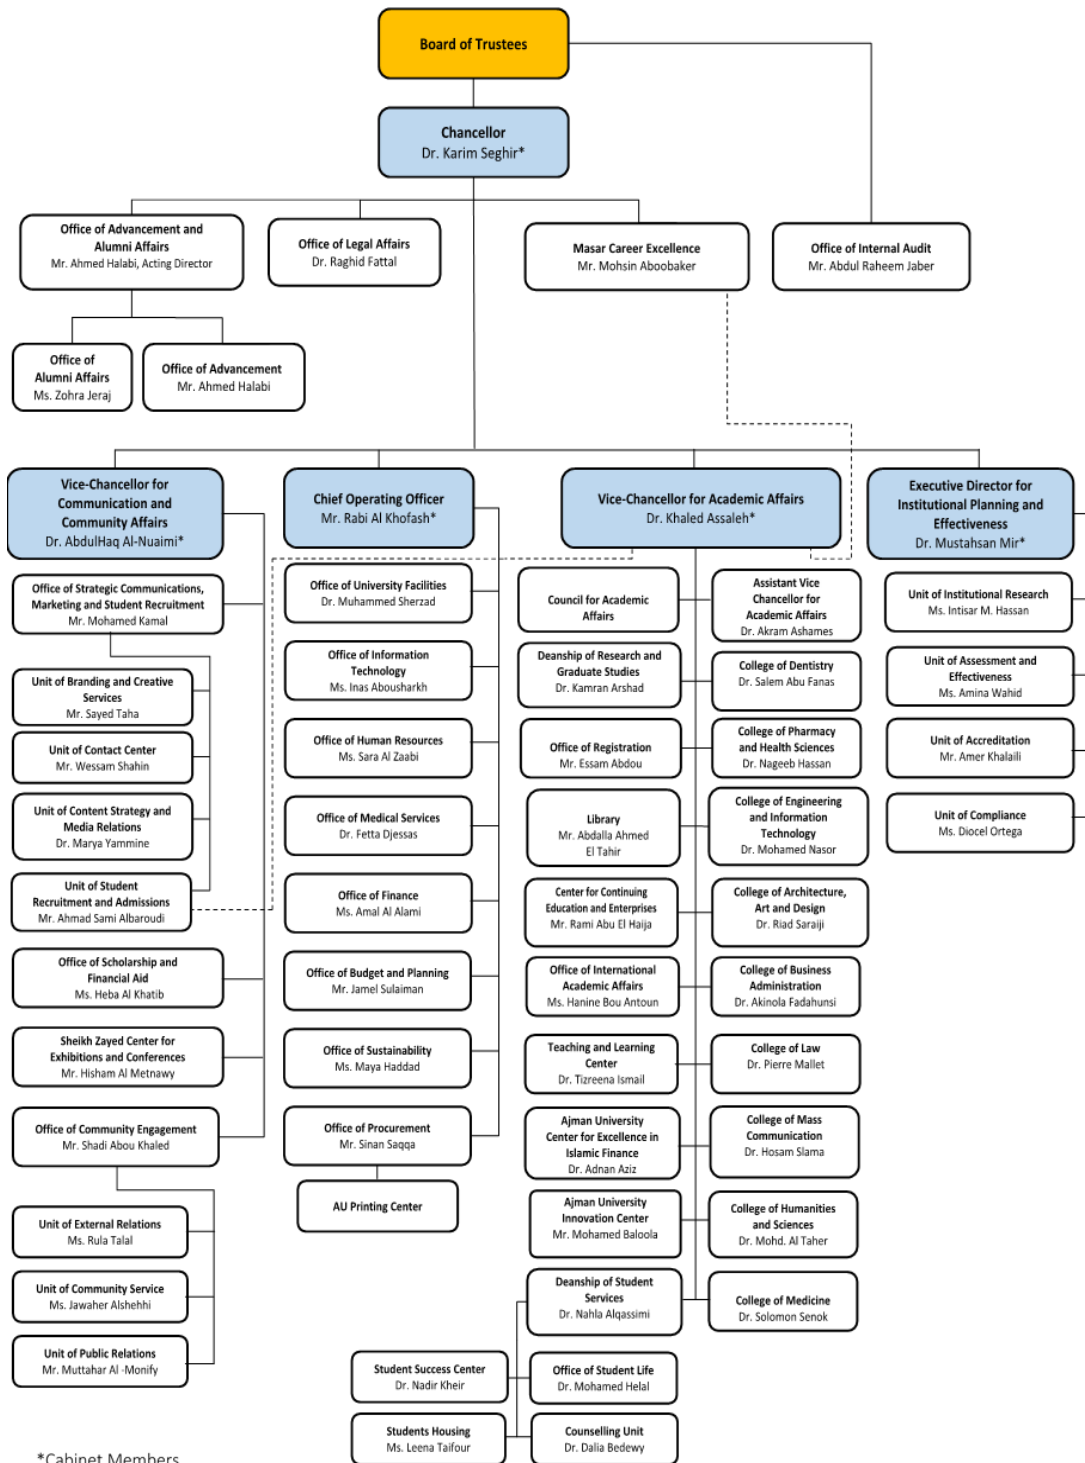 Board of Trustees
Chancellor
Dr. Karim Seghir*
Office of Advancement and
Alumni Affairs
Mr. Ahmed Halabi, Acting Director
Office of Legal Affairs
Dr. Raghid Fattal
Masar Career Excellence
Mr. Mohsin Aboobaker
Office of Internal Audit
Mr. Abdul Raheem Jaber
Office of
Alumni Affairs
Ms. Zohra Jeraj
Office of Advancement
Mr. Ahmed Halabi
Vice-Chancellor for
Communication and
Community Affairs
Dr. AbdulHaq Al-Nuaimi*
Chief Operating Officer
Mr. Rabi Al Khofash*
Vice-Chancellor for Academic Affairs
Dr. Khaled Assaleh*
Executive Director for
Institutional Planning and
Effectiveness
Dr. Mustahsan Mir*
Office of Strategic Communications,
Marketing and Student Recruitment
Mr. Mohamed Kamal
Unit of Branding and Creative
Services
Mr. Sayed Taha
Unit of Contact Center
Mr. Wessam Shahin
Unit of Content Strategy and
Media Relations
Dr. Marya Yammine
Unit of Student
Recruitment and Admissions
Mr. Ahmad Sami Albaroudi
Office of Scholarship and
Financial Aid
Ms. Heba Al Khatib
Sheikh Zayed Center for
Exhibitions and Conferences
Mr. Hisham Al Metnawy
Office of Community Engagement
Mr. Shadi Abou Khaled
Unit of External Relations
Ms. Rula Talal
Unit of Community Service
Ms. Jawaher Alshehhi
Unit of Public Relations
Mr. Muttahar Al -Monify
Office of University Facilities
Dr. Muhammed Sherzad
Office of Information
Technology
Ms. Inas Abousharkh
Office of Human Resources
Ms. Sara Al Zaabi
Office of Medical Services
Dr. Fetta Djessas
Office of Finance
Ms. Amal Al Alami
Office of Budget and Planning
Mr. Jamel Sulaiman
Office of Sustainability
Ms. Maya Haddad
Office of Procurement
Mr. Sinan Saqqa
AU Printing Center
Council for Academic
Affairs
Deanship of Research and
Graduate Studies
Dr. Kamran Arshad
Office of Registration
Mr. Essam Abdou
Library
Mr. Abdalla Ahmed
El Tahir
Center for Continuing
Education and Enterprises
Mr. Rami Abu El Haija
Office of International
Academic Affairs
Ms. Hanine Bou Antoun
Teaching and Learning
Center
Dr. Tizreena Ismail
Ajman University
Center for Excellence in
Islamic Finance
Dr. Adnan Aziz
Ajman University
Innovation Center
Mr. Mohamed Baloola
Deanship of Student
Services
Dr. Nahla Alqassimi
Assistant Vice
Chancellor for
Academic Affairs
Dr. Akram Ashames
College of Dentistry
Dr. Salem Abu Fanas
College of Pharmacy
and Health Sciences
Dr. Nageeb Hassan
College of Engineering
and Information
Technology
Dr. Mohamed Nasor
College of Architecture,
Art and Design
Dr. Riad Saraiji
College of Business
Administration
Dr. Akinola Fadahunsi
College of Law
Dr. Pierre Mallet
College of Mass
Communication
Dr. Hosam Slama
College of Humanities
and Sciences
Dr. Mohd. Al Taher
College of Medicine
Dr. Solomon Senok
Student Success Center
Dr. Nadir Kheir
Office of Student Life
Dr. Mohamed Helal
Students Housing
Ms. Leena Taifour
Counselling Unit
Dr. Dalia Bedewy
Unit of Institutional Research
Ms. Intisar M. Hassan
Unit of Assessment and
Effectiveness
Ms. Amina Wahid
Unit of Accreditation
Mr. Amer Khalaili
Unit of Compliance
Ms. Diocel Ortega
*Cabinet Members